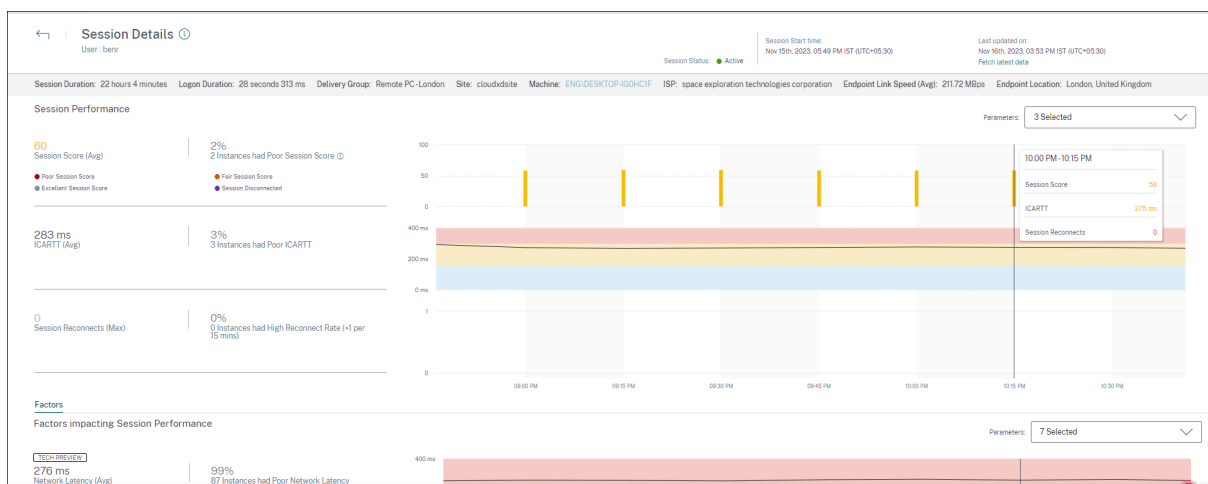 Session Details
User : benr
Session Status: Active
Session Start time:
Nov 15th, 2023, 05:49 PM IST (UTC+05:30)
Last updated on:
Nov 16th, 2023, 03:53 PM IST (UTC+05:30)
Fetch latest data
Session Duration: 22 hours 4 minutes Logon Duration: 28 seconds 313 ms Delivery Group: Remote PC-London Site: cloudxdsite Machine: ENG\DESKTOP-IG0HC1F ISP: space exploration technologies corporation Endpoint Link Speed (Avg): 211.72 MBps Endpoint Location: London, United Kingdom
Session Performance
Parameters: 3 Selected
60
Session Score (Avg)
2%
2 Instances had Poor Session Score
Poor Session Score
Fair Session Score
Excellent Session Score
Session Disconnected
100
50
0
10:00 PM-10:15 PM
Session Score 59
ICARTT 275 ms
Session Reconnects 0
283 ms
ICARTT (Avg)
3%
3 Instances had Poor ICARTT
400 ms
200 ms
0 ms
0
Session Reconnects (Max)
0%
0 Instances had High Reconnect Rate (>1 per
15 mins)
1
0
09:00 PM 09:15 PM 09:30 PM 09:45 PM 10:00 PM 10:15 PM 10:30 PM
Factors
Factors impacting Session Performance
Parameters: 7 Selected
TECH PREVIEW
276 ms
Network Latency (Avg)
99%
87 Instances had Poor Network Latency
400 ms